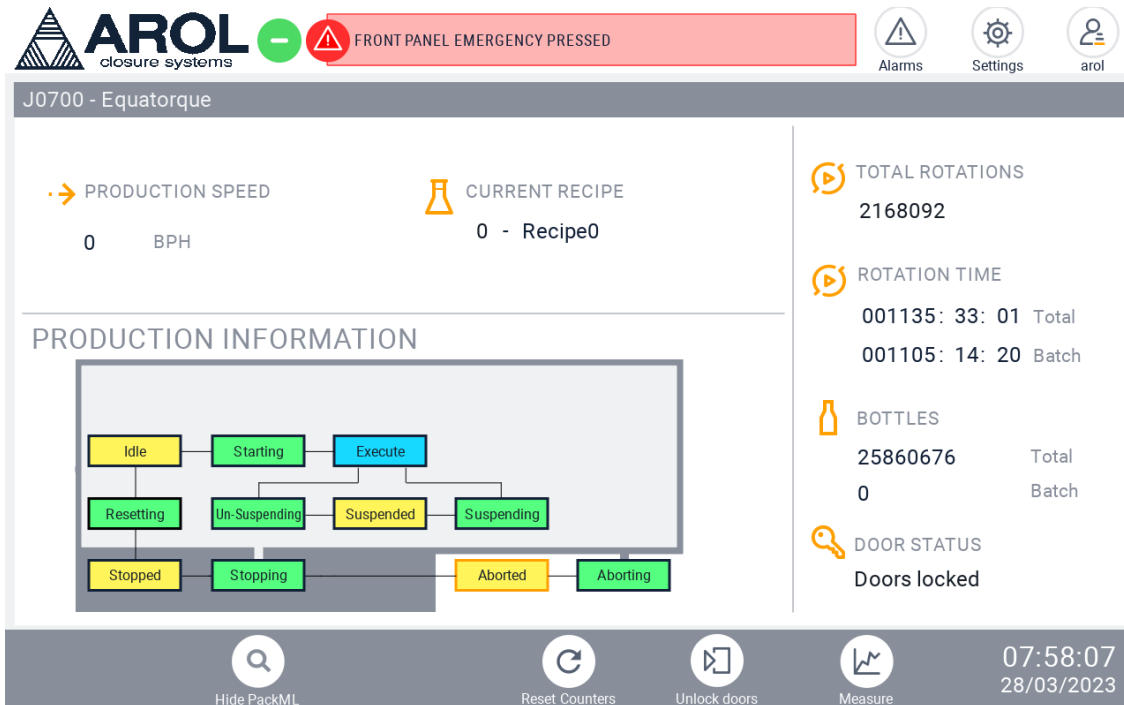 AROL
closure systems
FRONT PANEL EMERGENCY PRESSED
Alarms
Settings
arol
J0700 - Equatorque
PRODUCTION SPEED
0 BPH
CURRENT RECIPE
0 - Recipe0
TOTAL ROTATIONS
2168092
ROTATION TIME
001135: 33: 01 Total
001105: 14: 20 Batch
BOTTLES
25860676 Total
0 Batch
DOOR STATUS
Doors locked
PRODUCTION INFORMATION
Idle
Starting
Execute
Resetting
Un-Suspending
Suspended
Suspending
Stopped
Stopping
Aborted
Aborting
Hide PackML
Reset Counters
Unlock doors
Measure
07:58:07
28/03/2023